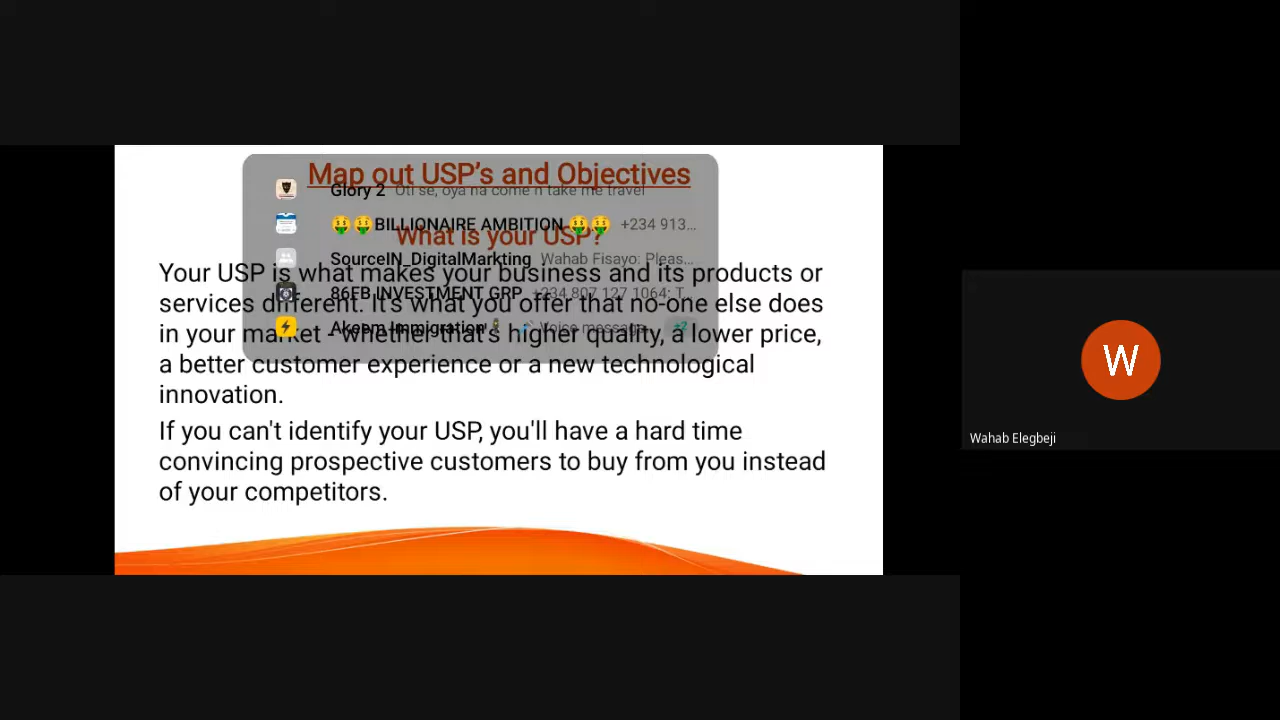 Map out USP's and Objectives
Glory 2 Oti se, oya na come n take me travel
🤑🤑BILLIONAIRE AMBITION🤑🤑 +234 913...
What is your USP?
SourceIN_DigitalMarkting Wahab Fisayo: Pleas...
Your USP is what makes your business and its products or
86FB INVESTMENT GRP +234 807 127 1064: T...
services different. It's what you offer that no-one else does
Akeem Immigration Voice message +2
in your market - whether that's higher quality, a lower price,
a better customer experience or a new technological
innovation.
If you can't identify your USP, you'll have a hard time
convincing prospective customers to buy from you instead
of your competitors.
W
Wahab Elegbeji